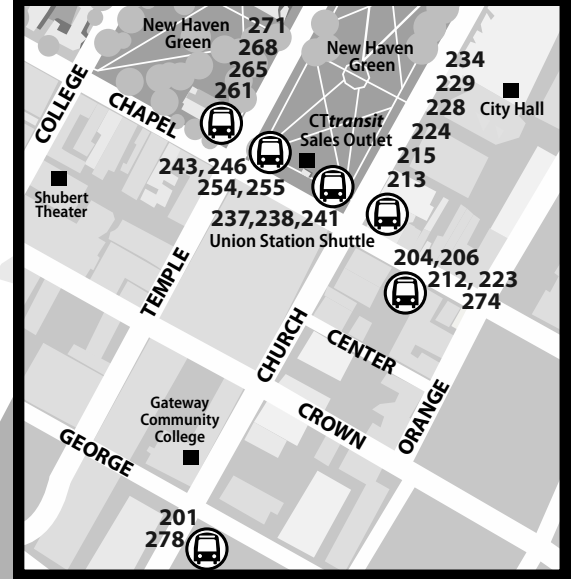 New Haven
Green
271
268
265
261
New Haven
Green
234
229
228
224
215
213
City Hall
COLLEGE
CHAPEL
CTtransit
Sales Outlet
243, 246
254, 255
Shubert
Theater
237,238,241
Union Station Shuttle
204,206
212, 223
274
TEMPLE
CHURCH
CENTER
ORANGE
CROWN
Gateway
Community
College
GEORGE
201
278